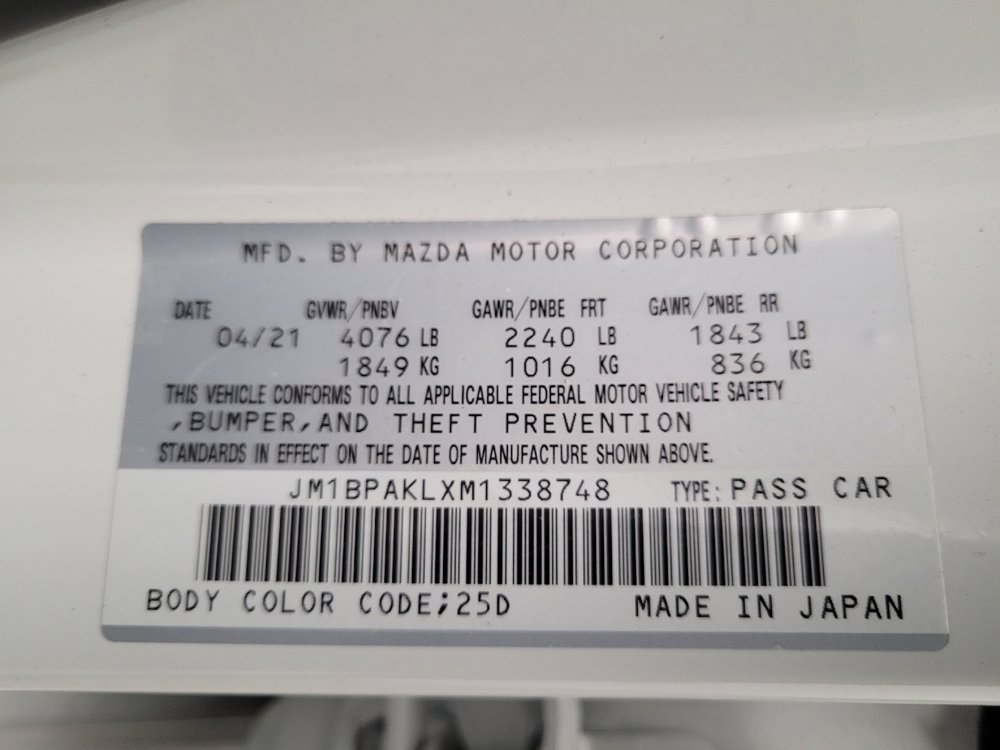 MFD. BY MAZDA MOTOR CORPORATION
DATE GVWR/PNBV GAWR/PNBE FRT GAWR/PNBE RR
04/21 4076 LB 2240 LB 1843 LB
1849 KG 1016 KG 836 KG
THIS VEHICLE CONFORMS TO ALL APPLICABLE FEDERAL MOTOR VEHICLE SAFETY
,BUMPER,AND THEFT PREVENTION
STANDARDS IN EFFECT ON THE DATE OF MANUFACTURE SHOWN ABOVE.
JM1BPAKLXM1338748 TYPE: PASS CAR
BODY COLOR CODE;25D MADE IN JAPAN